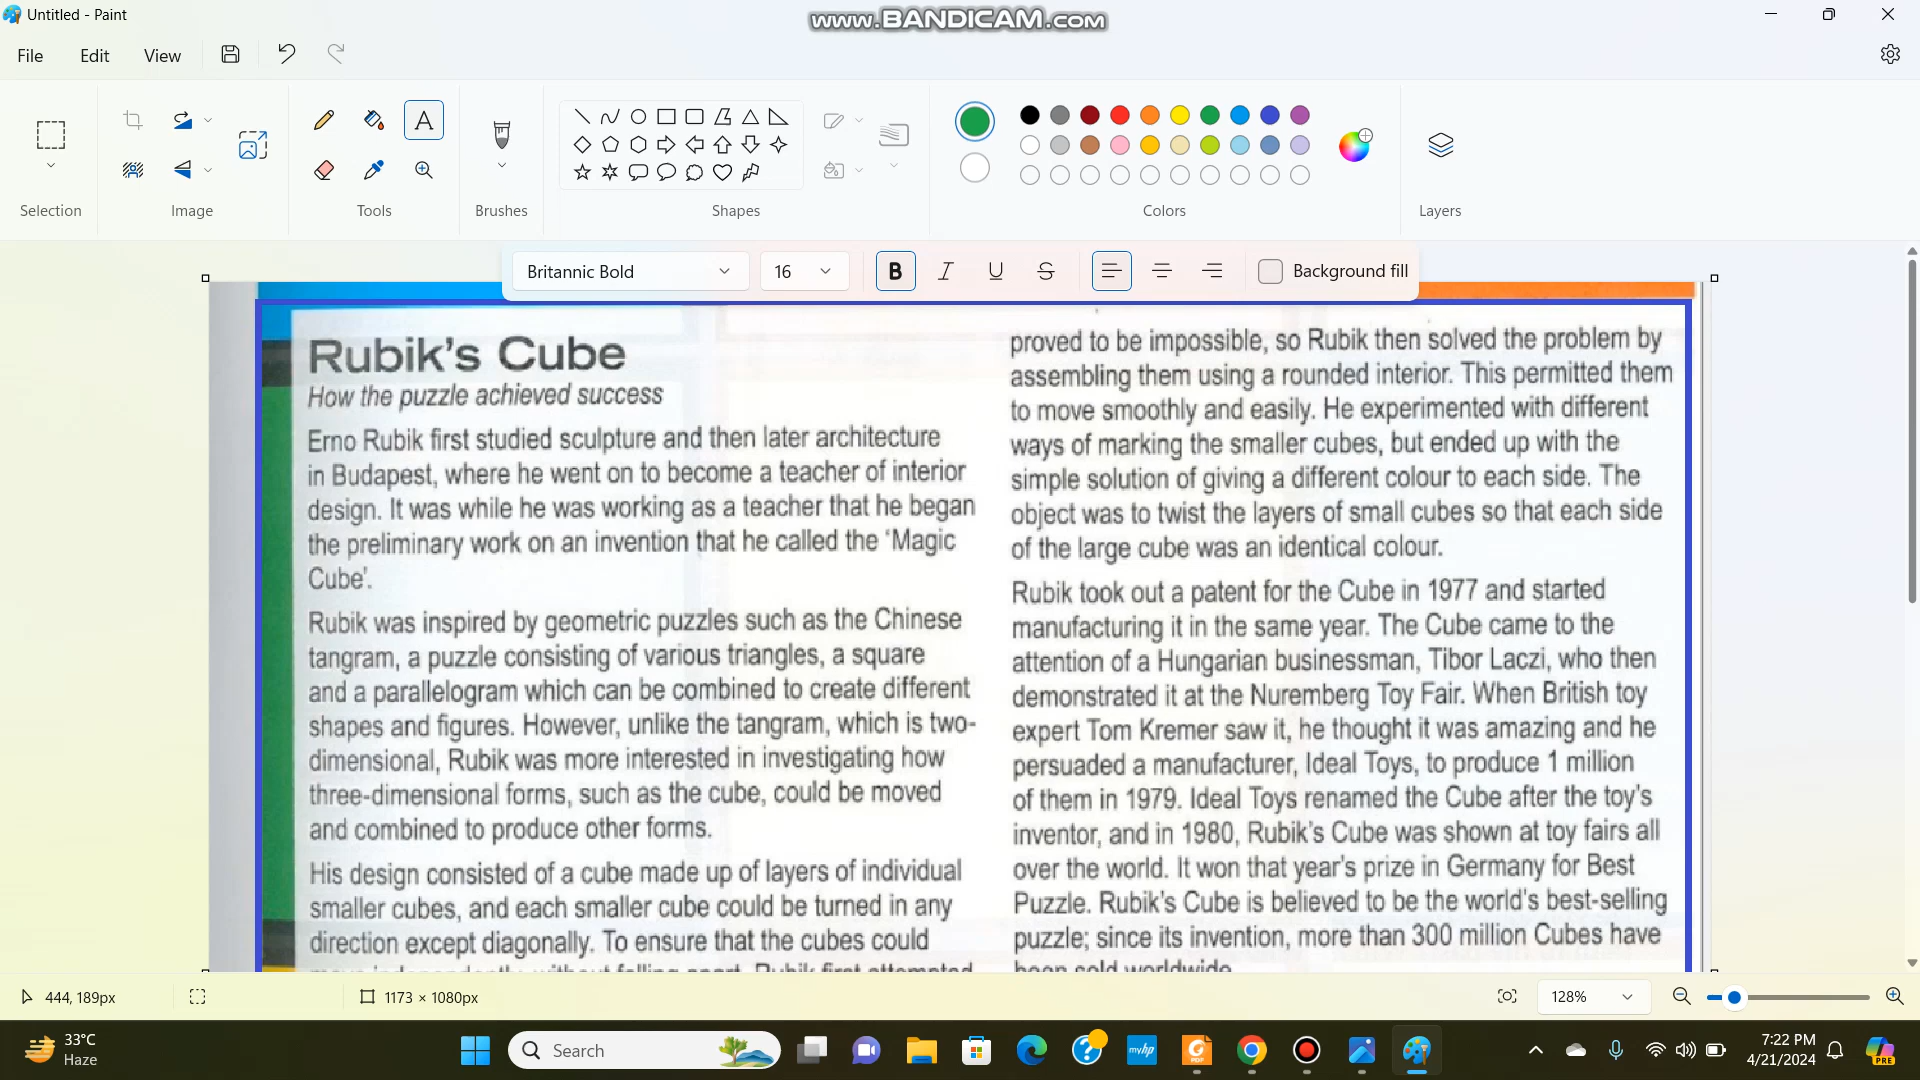 Untitled - Paint
www.BANDICAM.com
File
Edit
View
Selection
Image
Tools
Brushes
Shapes
Colors
Layers
Britannic Bold
16
B
I
U
S
Background fill
Rubik's Cube
How the puzzle achieved success
Erno Rubik first studied sculpture and then later architecture
in Budapest, where he went on to become a teacher of interior
design. It was while he was working as a teacher that he began
the preliminary work on an invention that he called the 'Magic
Cube'.
Rubik was inspired by geometric puzzles such as the Chinese
tangram, a puzzle consisting of various triangles, a square
and a parallelogram which can be combined to create different
shapes and figures. However, unlike the tangram, which is two-
dimensional, Rubik was more interested in investigating how
three-dimensional forms, such as the cube, could be moved
and combined to produce other forms.
His design consisted of a cube made up of layers of individual
smaller cubes, and each smaller cube could be turned in any
direction except diagonally. To ensure that the cubes could
move independently without falling apart, Rubik first attempted
proved to be impossible, so Rubik then solved the problem by
assembling them using a rounded interior. This permitted them
to move smoothly and easily. He experimented with different
ways of marking the smaller cubes, but ended up with the
simple solution of giving a different colour to each side. The
object was to twist the layers of small cubes so that each side
of the large cube was an identical colour.
Rubik took out a patent for the Cube in 1977 and started
manufacturing it in the same year. The Cube came to the
attention of a Hungarian businessman, Tibor Laczi, who then
demonstrated it at the Nuremberg Toy Fair. When British toy
expert Tom Kremer saw it, he thought it was amazing and he
persuaded a manufacturer, Ideal Toys, to produce 1 million
of them in 1979. Ideal Toys renamed the Cube after the toy's
inventor, and in 1980, Rubik's Cube was shown at toy fairs all
over the world. It won that year's prize in Germany for Best
Puzzle. Rubik's Cube is believed to be the world's best-selling
puzzle; since its invention, more than 300 million Cubes have
been sold worldwide
444, 189px
1173 × 1080px
128%
33°C
Haze
Search
myhp
PDF
7:22 PM
4/21/2024
PRE